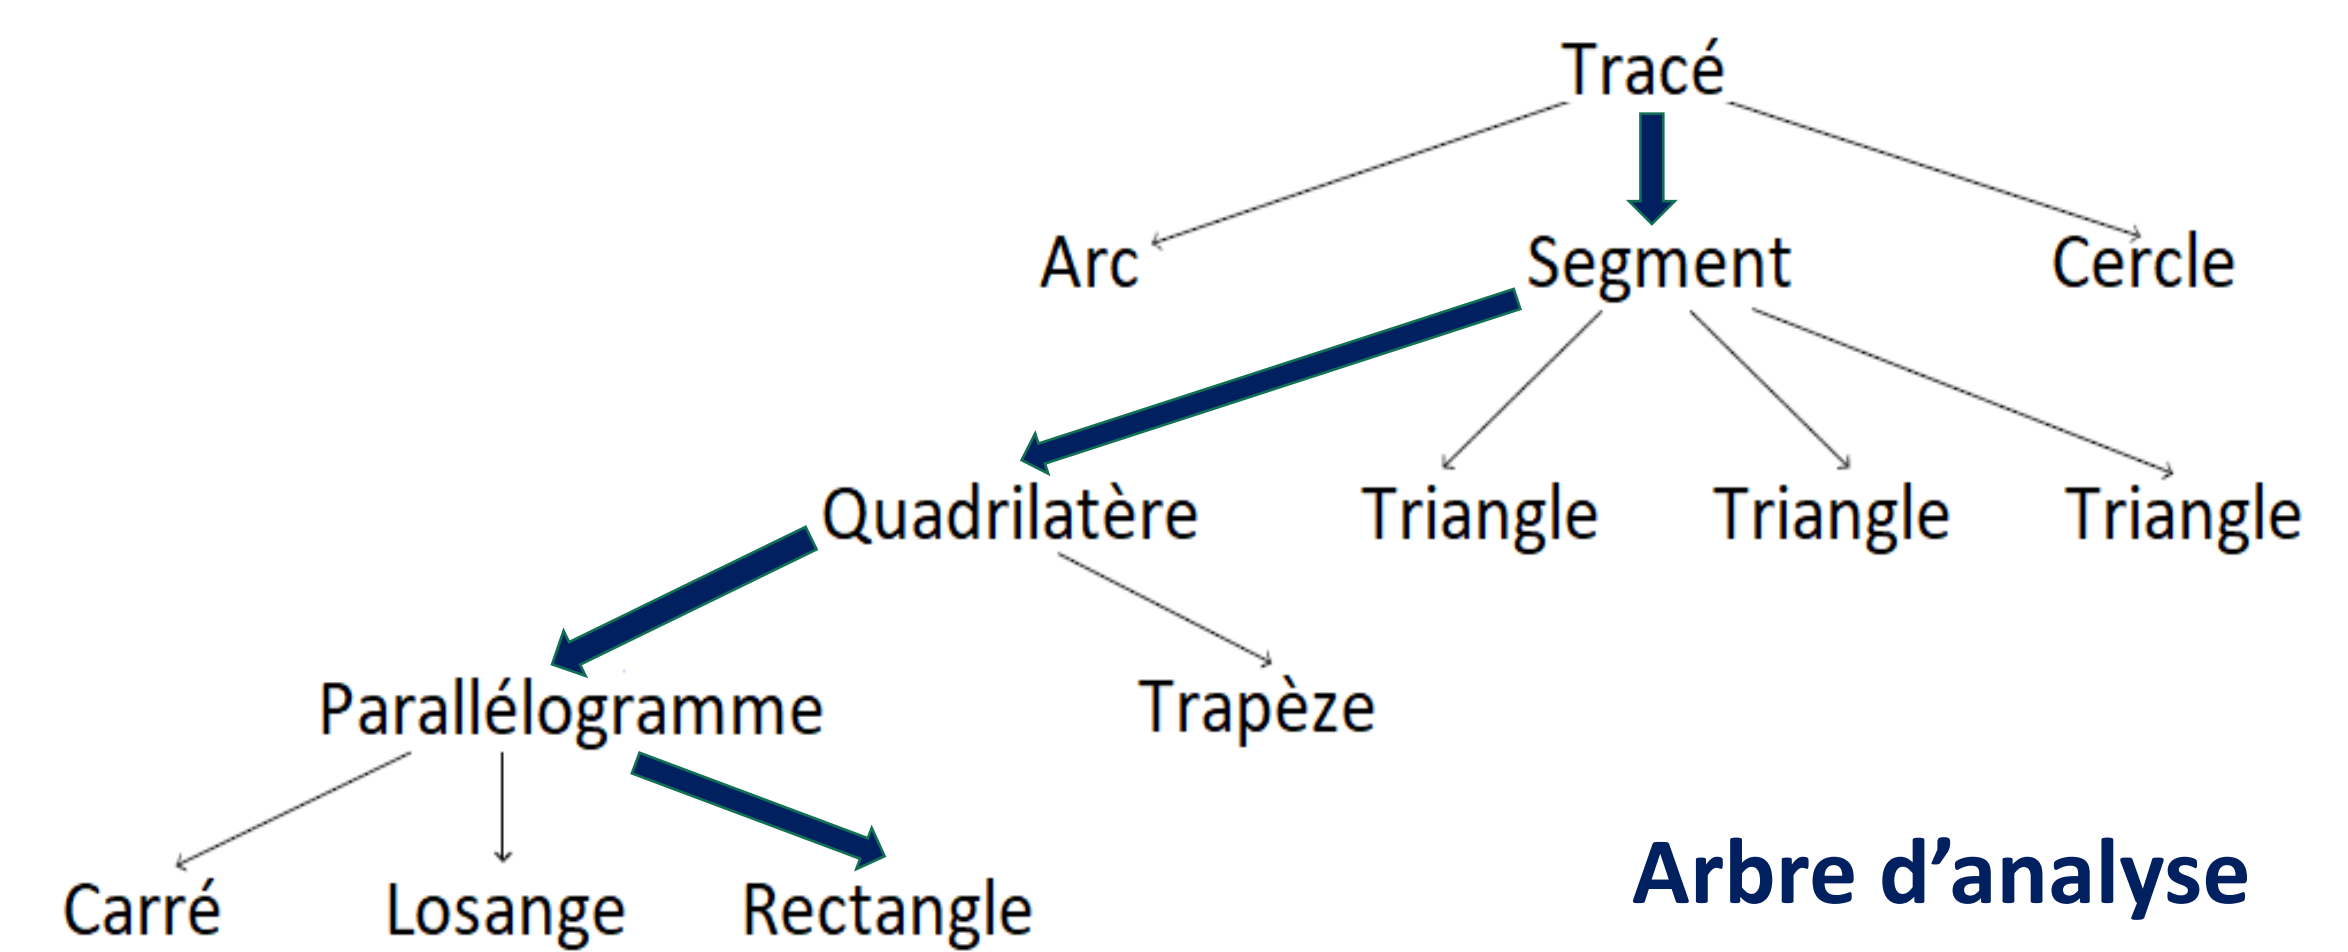 Tracé
Arc Segment Cercle
Quadrilatère Triangle Triangle Triangle
Parallélogramme Trapèze
Carré Losange Rectangle
Arbre d’analyse